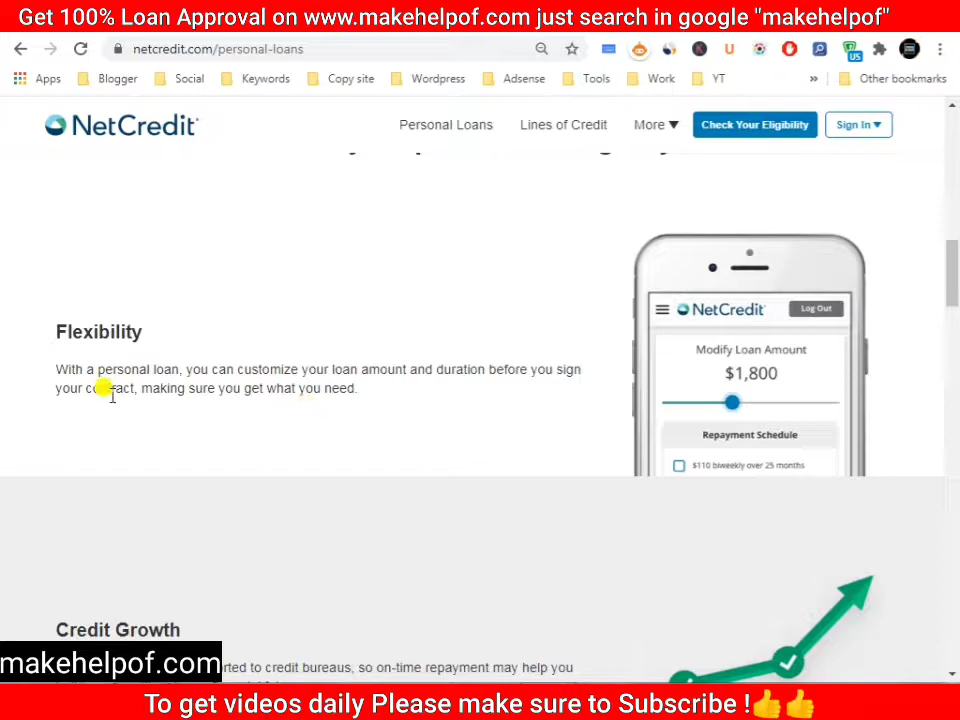 Get 100% Loan Approval on www.makehelpof.com just search in google "makehelpof"
netcredit.com/personal-loans
US
Apps Blogger Social Keywords Copy site Wordpress Adsense Tools Work YT » Other bookmarks
NetCredit Personal Loans Lines of Credit More ▼ Check Your Eligibility Sign In ▼
NetCredit Log Out
Modify Loan Amount
$1,800
Repayment Schedule
$110 biweekly over 25 months
Flexibility
With a personal loan, you can customize your loan amount and duration before you sign
your contract, making sure you get what you need.
Credit Growth
to credit bureaus, so on-time repayment may help you
makehelpof.com
To get videos daily Please make sure to Subscribe !👍👍